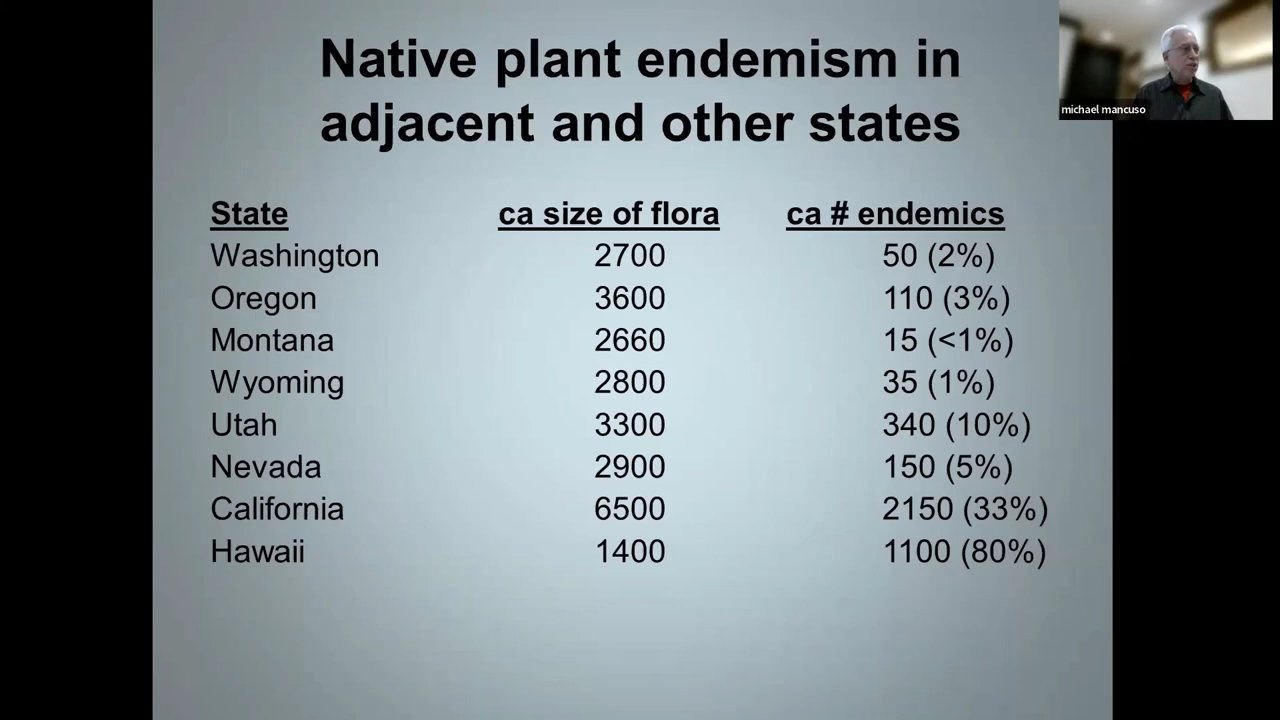 Native plant endemism in
adjacent and other states
State ca size of flora ca # endemics
Washington 2700 50 (2%)
Oregon 3600 110 (3%)
Montana 2660 15 (<1%)
Wyoming 2800 35 (1%)
Utah 3300 340 (10%)
Nevada 2900 150 (5%)
California 6500 2150 (33%)
Hawaii 1400 1100 (80%)
michael mancuso